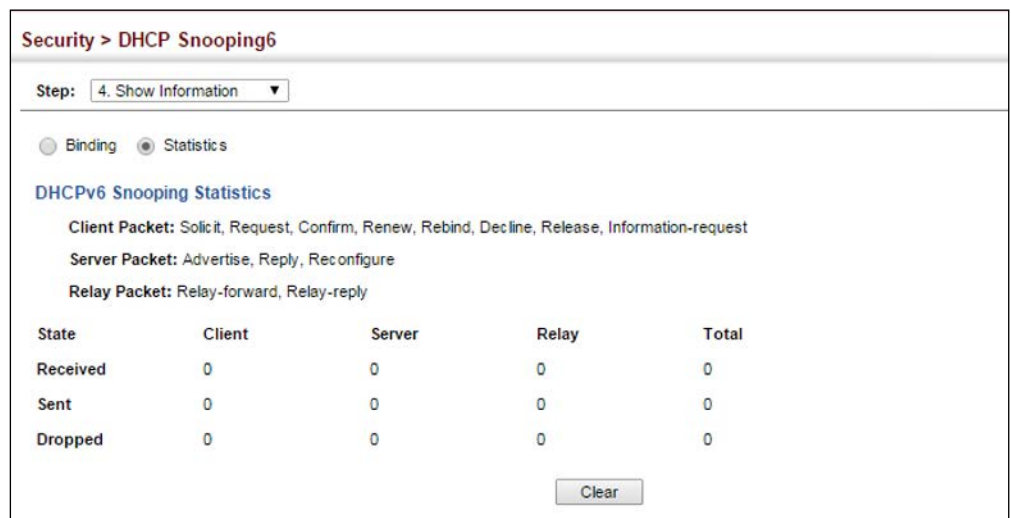 Security > DHCP Snooping6
Step: 4. Show Information
Binding Statistics
DHCPv6 Snooping Statistics
Client Packet: Solicit, Request, Confirm, Renew, Rebind, Decline, Release, Information-request
Server Packet: Advertise, Reply, Reconfigure
Relay Packet: Relay-forward, Relay-reply
State Client Server Relay Total
Received 0 0 0 0
Sent 0 0 0 0
Dropped 0 0 0 0
Clear